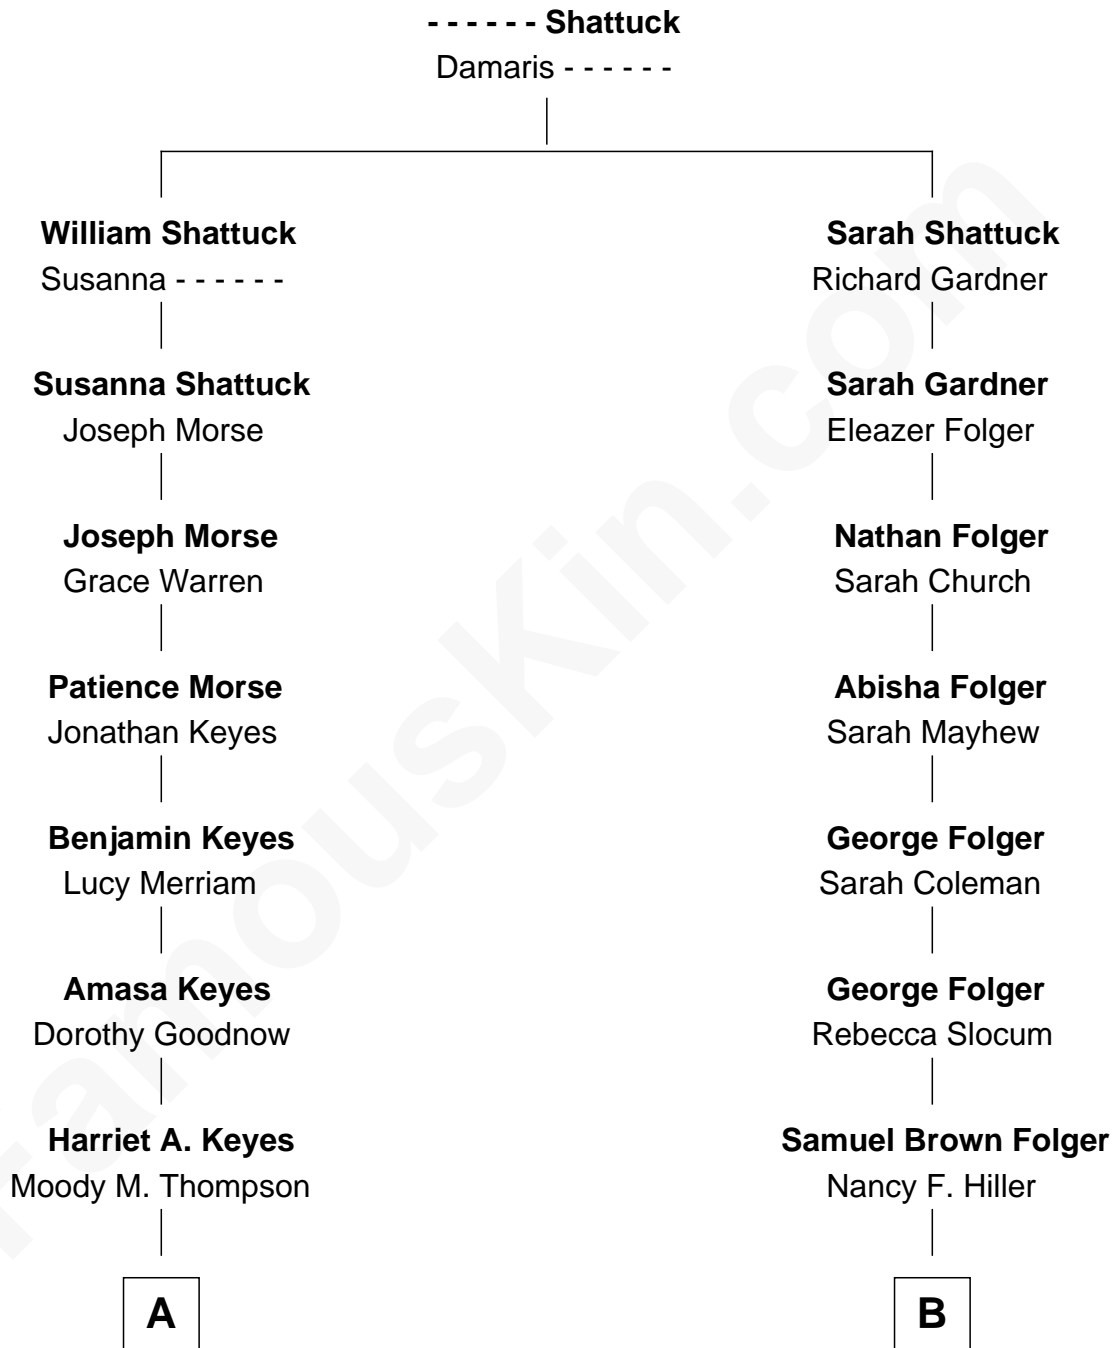 - - - - - - Shattuck
Damaris - - - - - -
William Shattuck
Susanna - - - - - -
Sarah Shattuck
Richard Gardner
Susanna Shattuck
Joseph Morse
Sarah Gardner
Eleazer Folger
Joseph Morse
Grace Warren
Nathan Folger
Sarah Church
Patience Morse
Jonathan Keyes
Abisha Folger
Sarah Mayhew
Benjamin Keyes
Lucy Merriam
George Folger
Sarah Coleman
Amasa Keyes
Dorothy Goodnow
George Folger
Rebecca Slocum
Harriet A. Keyes
Moody M. Thompson
Samuel Brown Folger
Nancy F. Hiller
A
B
FamousKin.com